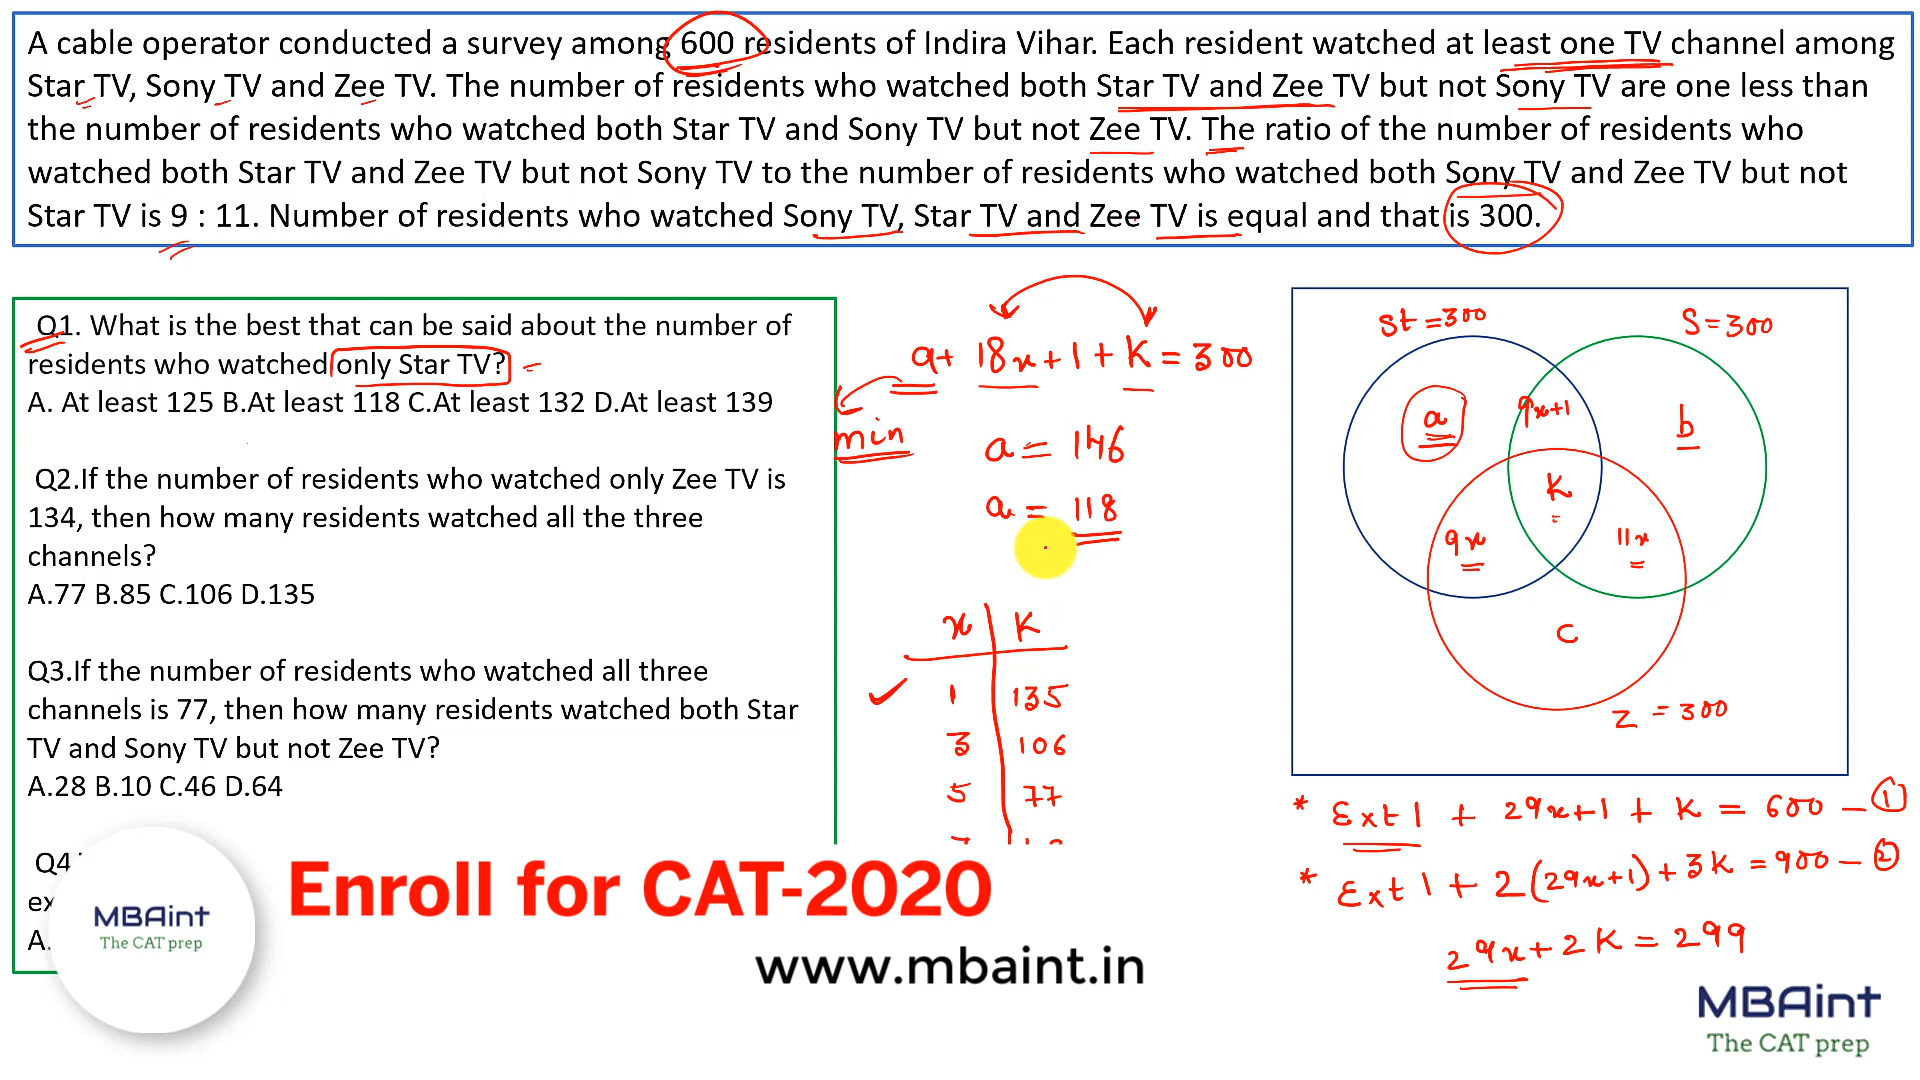 A cable operator conducted a survey among 600 residents of Indira Vihar. Each resident watched at least one TV channel among
Star TV, Sony TV and Zee TV. The number of residents who watched both Star TV and Zee TV but not Sony TV are one less than
the number of residents who watched both Star TV and Sony TV but not Zee TV. The ratio of the number of residents who
watched both Star TV and Zee TV but not Sony TV to the number of residents who watched both Sony TV and Zee TV but not
Star TV is 9 : 11. Number of residents who watched Sony TV, Star TV and Zee TV is equal and that is 300.
Q1. What is the best that can be said about the number of
residents who watched only Star TV?
A. At least 125 B.At least 118 C.At least 132 D.At least 139
Q2.If the number of residents who watched only Zee TV is
134, then how many residents watched all the three
channels?
A.77 B.85 C.106 D.135
Q3.If the number of residents who watched all three
channels is 77, then how many residents watched both Star
TV and Sony TV but not Zee TV?
A.28 B.10 C.46 D.64
Q4
ex
A.
a+ 18x+1 + K = 300
min
a = 146
a = 118
x K
1 135
3 106
5 77
St =300
S = 300
a
9x+1
b
K
9x
11x
C
Z = 300
* Ext 1 + 29x+1 + K = 600 - 1
* Ext 1 + 2(29x+1) + 3K = 900 - 2
29x + 2K = 299
MBAint
The CAT prep
Enroll for CAT-2020
www.mbaint.in
MBAint
The CAT prep